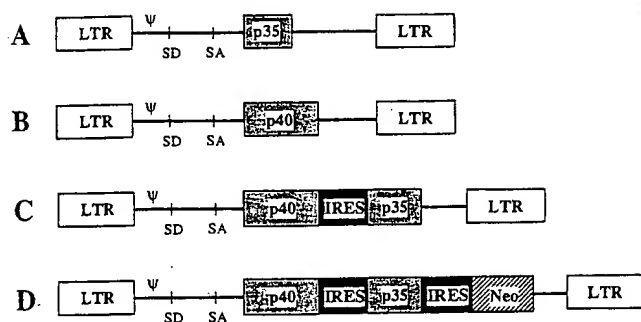 A LTR ψ SD SA p35 LTR
B LTR ψ SD SA p40 LTR
C LTR ψ SD SA p40 IRES p35 LTR
D LTR ψ SD SA p40 IRES p35 IRES Neo LTR